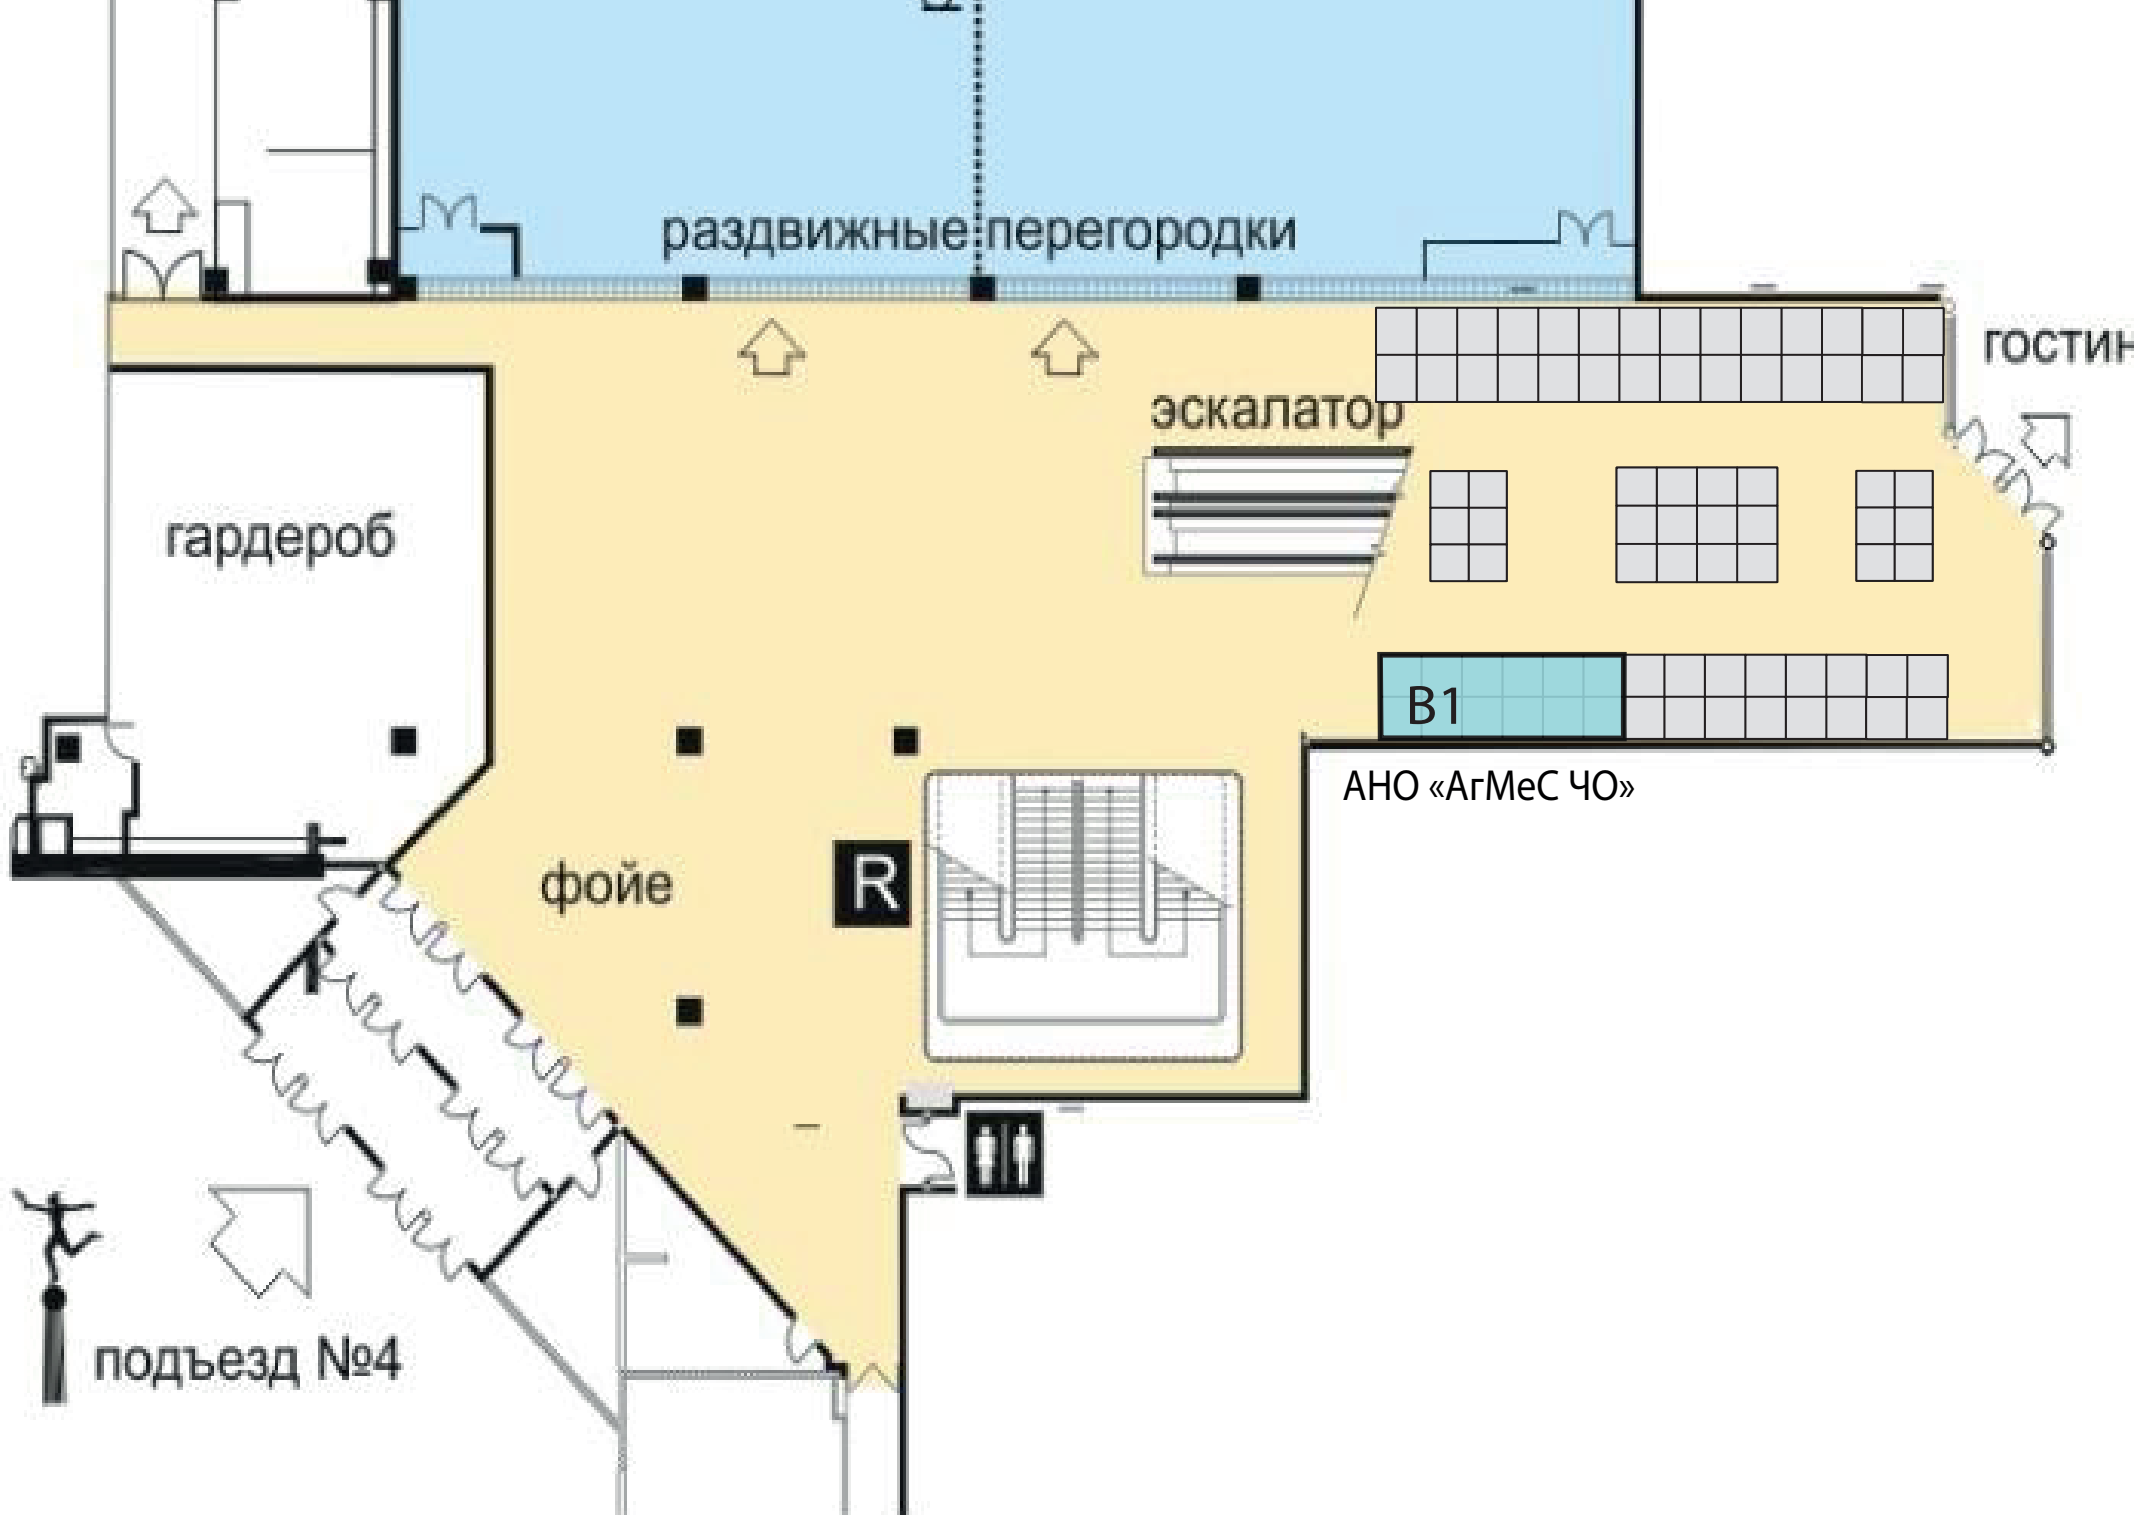 раздвижные перегородки
гостин
эскалатор
гардероб
B1
АНО «АгМеС ЧО»
фойе
R
подъезд №4